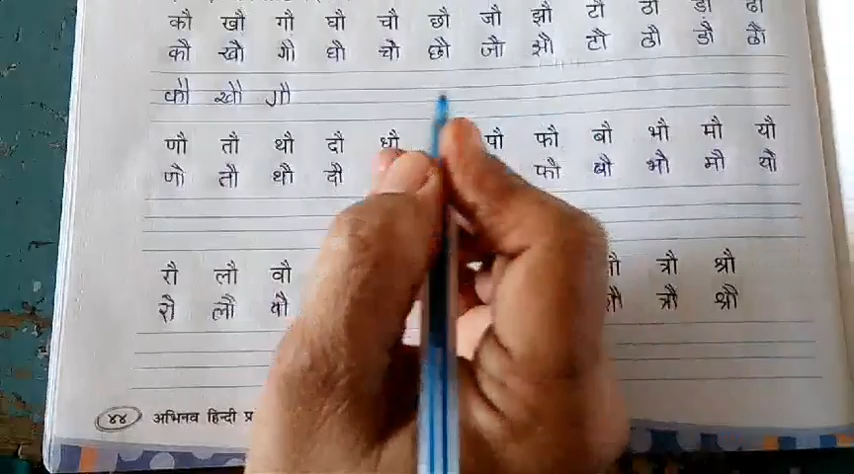 कौ खौ गौ घौ चौ छौ जौ झौ टौ ठौ डौ ढौ
कौ खौ गौ घौ चौ छौ जौ झौ टौ ठौ डौ ढौ
कौ खौ गौ
णौ तौ थौ दौ धौ पौ फौ बौ भौ मौ यौ
णौ तौ थौ दौ फौ बौ भौ मौ यौ
रौ लौ वौ त्रौ श्रौ
रौ लौ वौ त्रौ श्रौ
४४ अभिनव हिन्दी